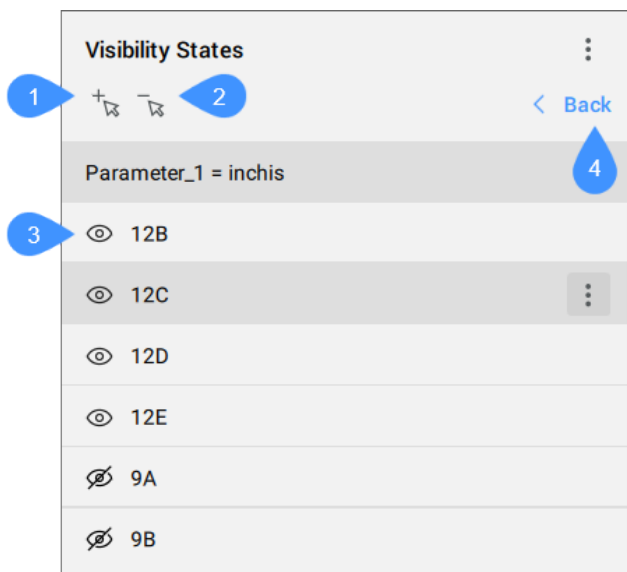 Visibility States
1
2
Back
4
Parameter_1 = inchis
3
12B
12C
12D
12E
9A
9B